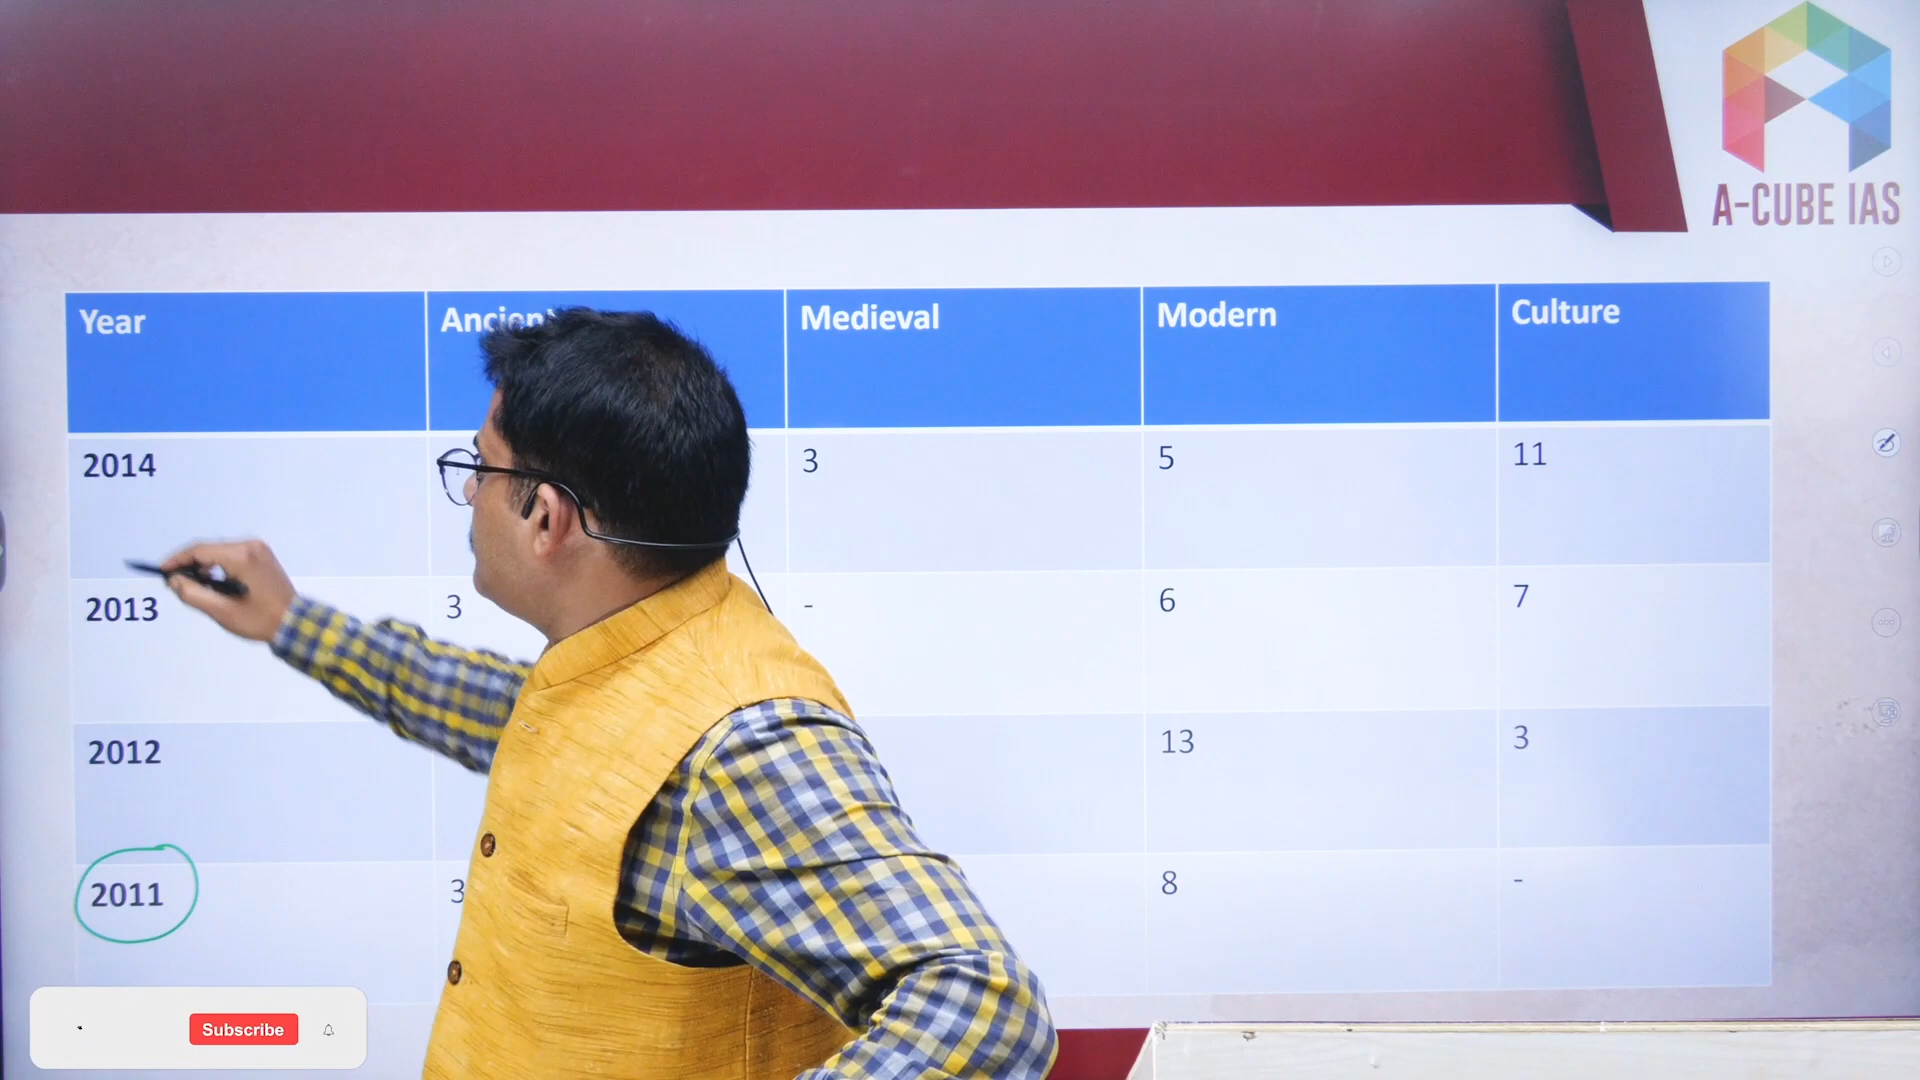 A-CUBE IAS
Year Medieval Modern Culture
2014 3 5 11
2013 3 - 6 7
2012 13 3
2011 3 8 -
Subscribe